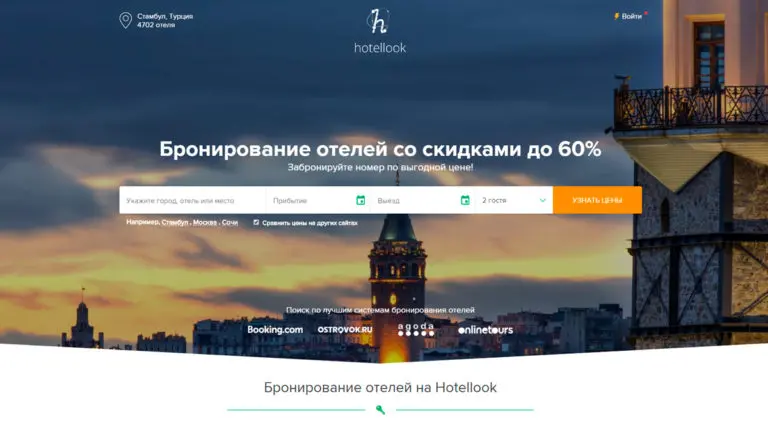 Стамбул, Турция
4702 отеля
h
hotellook
Войти
Бронирование отелей со скидками до 60%
Забронируйте номер по выгодной цене!
Укажите город, отель или место
Прибытие
Выезд
2 гостя
УЗНАТЬ ЦЕНЫ
Например, Стамбул , Москва , Сочи
Сравнить цены на других сайтах
Поиск по лучшим системам бронирования отелей
Booking.com
OSTROVOK.RU
agoda
onlinetours
Бронирование отелей на Hotellook